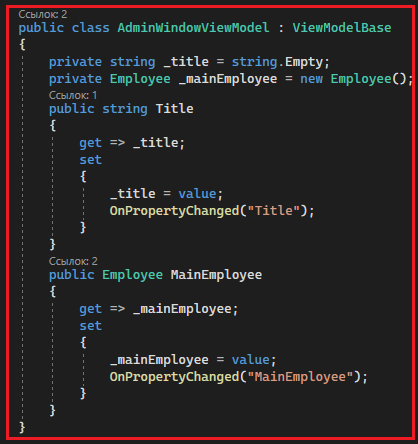 Ссылок: 2
public class AdminWindowViewModel : ViewModelBase
{
    private string _title = string.Empty;
    private Employee _mainEmployee = new Employee();
    Ссылок: 1
    public string Title
    {
        get => _title;
        set
        {
            _title = value;
            OnPropertyChanged("Title");
        }
    }
    Ссылок: 2
    public Employee MainEmployee
    {
        get => _mainEmployee;
        set
        {
            _mainEmployee = value;
            OnPropertyChanged("MainEmployee");
        }
    }
}